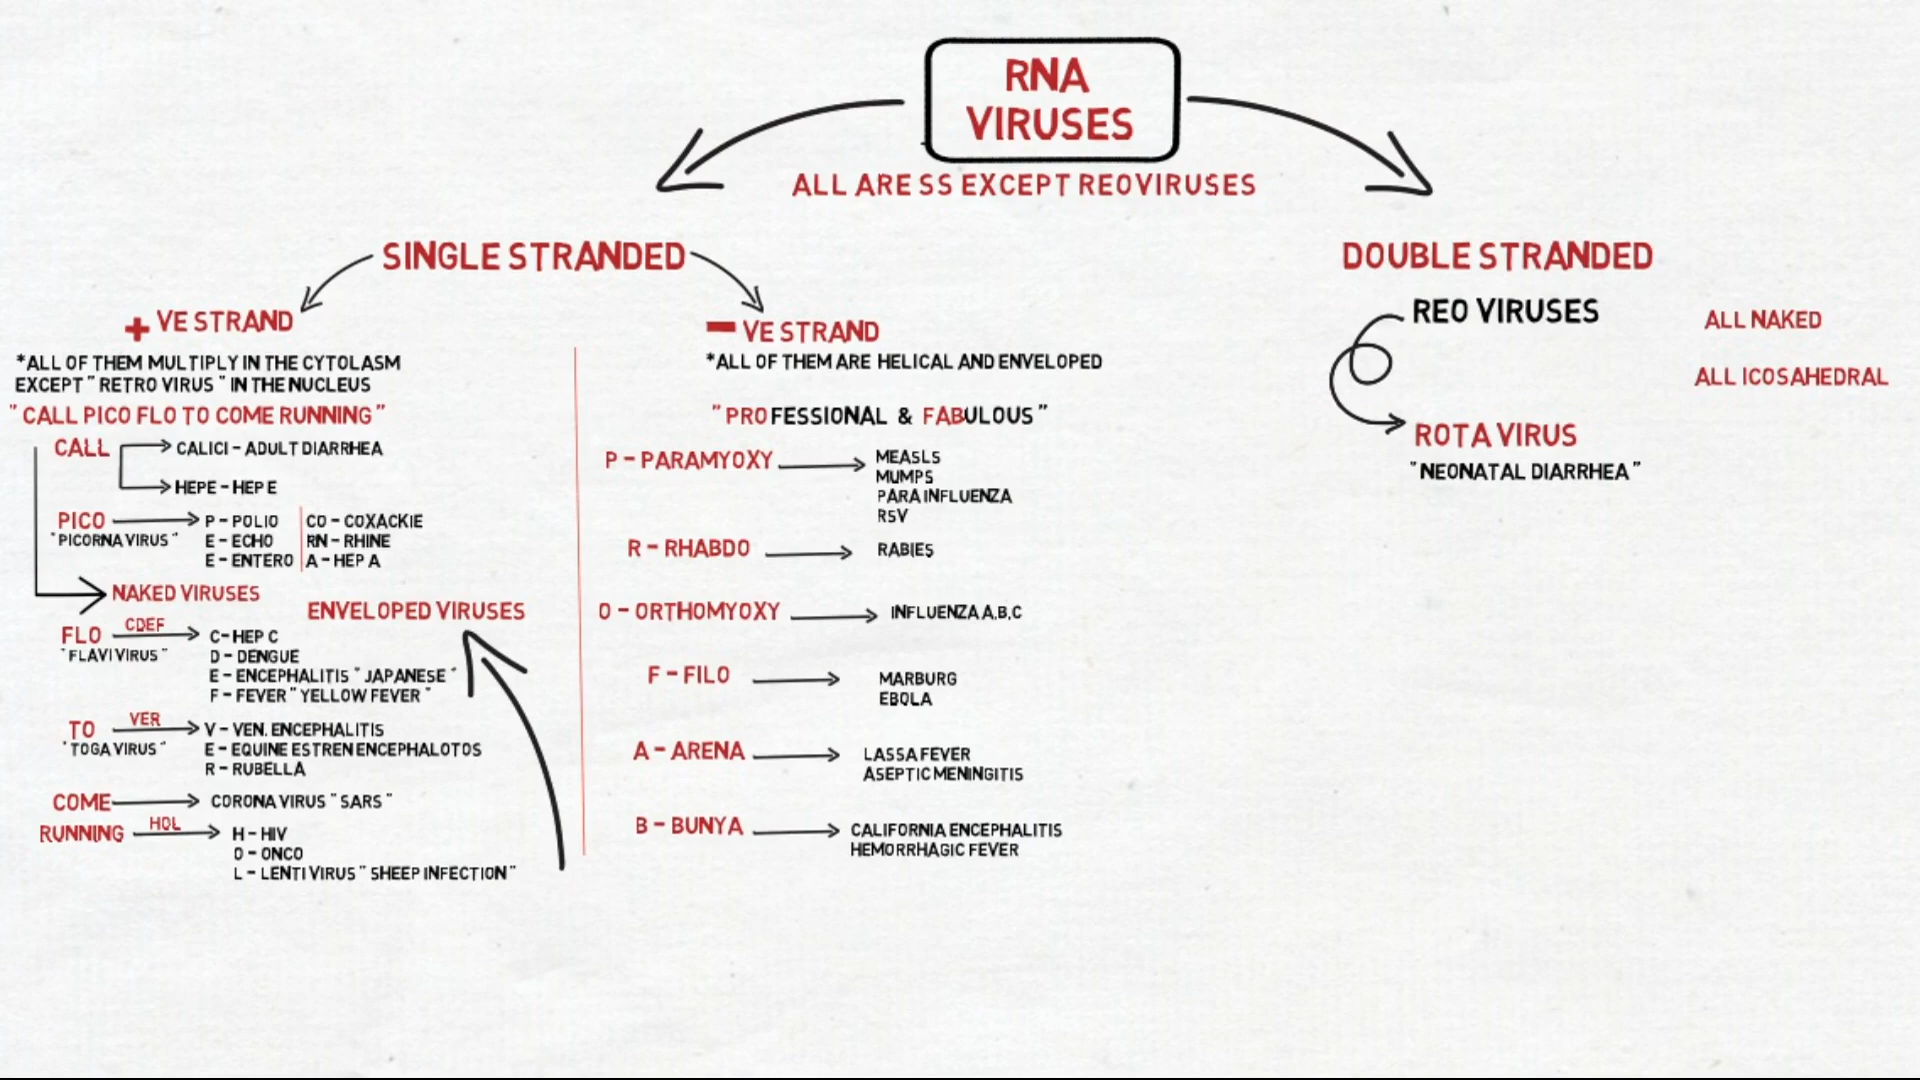 RNA
VIRUSES
ALL ARE SS EXCEPT REOVIRUSES
SINGLE STRANDED
+ VE STRAND
*ALL OF THEM MULTIPLY IN THE CYTOLASM
EXCEPT " RETRO VIRUS " IN THE NUCLEUS
" CALL PICO FLO TO COME RUNNING "
CALL
CALICI - ADULT DIARRHEA
HEPE - HEP E
PICO
" PICORNA VIRUS "
P - POLIO
E - ECHO
E - ENTERO
CO - COXACKIE
RN - RHINE
A - HEP A
NAKED VIRUSES
ENVELOPED VIRUSES
FLO
" FLAVI VIRUS "
CDEF
C - HEP C
D - DENGUE
E - ENCEPHALITIS " JAPANESE "
F - FEVER " YELLOW FEVER "
TO
" TOGA VIRUS "
VER
V - VEN. ENCEPHALITIS
E - EQUINE ESTREN ENCEPHALOTOS
R - RUBELLA
COME
CORONA VIRUS " SARS "
RUNNING
HOL
H - HIV
O - ONCO
L - LENTI VIRUS " SHEEP INFECTION "
- VE STRAND
*ALL OF THEM ARE HELICAL AND ENVELOPED
" PROFESSIONAL & FABULOUS "
P - PARAMYOXY
MEASLS
MUMPS
PARA INFLUENZA
RSV
R - RHABDO
RABIES
O - ORTHOMYOXY
INFLUENZA A,B,C
F - FILO
MARBURG
EBOLA
A - ARENA
LASSA FEVER
ASEPTIC MENINGITIS
B - BUNYA
CALIFORNIA ENCEPHALITIS
HEMORRHAGIC FEVER
DOUBLE STRANDED
REO VIRUSES
ALL NAKED
ALL ICOSAHEDRAL
ROTA VIRUS
" NEONATAL DIARRHEA "